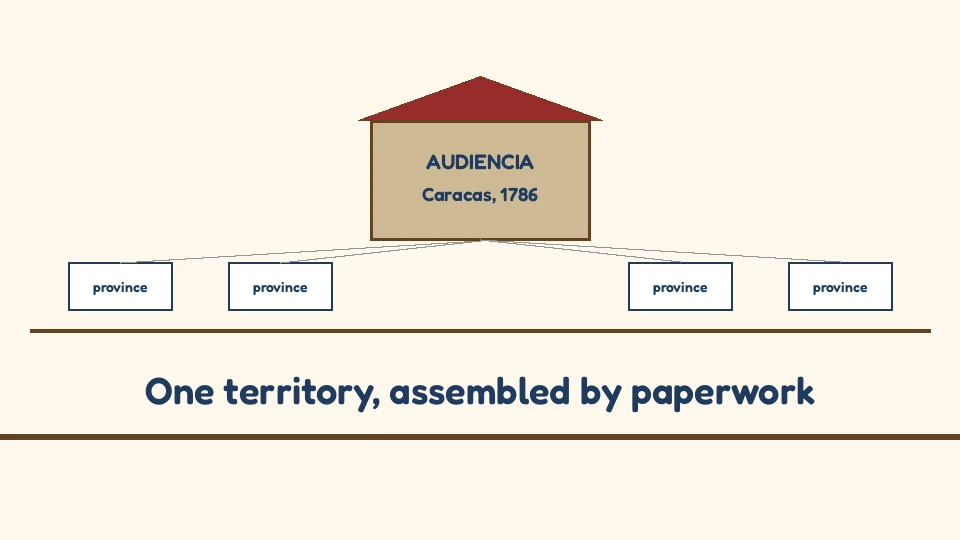 AUDIENCIA
Caracas, 1786
province
province
province
province
One territory, assembled by paperwork